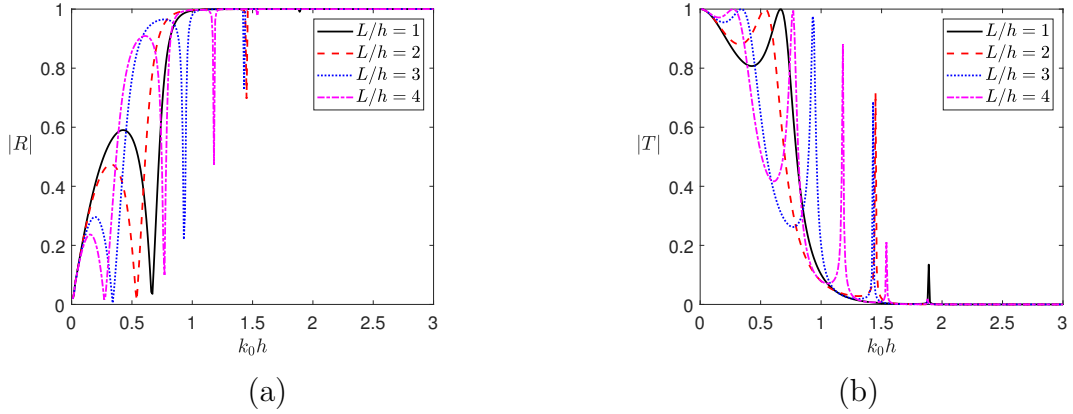 1
0.8
0.6
0.4
0.2
0
|R|
0 0.5 1 1.5 2 2.5 3
k₀h
L/h = 1
L/h = 2
L/h = 3
L/h = 4
(a)
1
0.8
0.6
0.4
0.2
0
|T|
0 0.5 1 1.5 2 2.5 3
k₀h
L/h = 1
L/h = 2
L/h = 3
L/h = 4
(b)